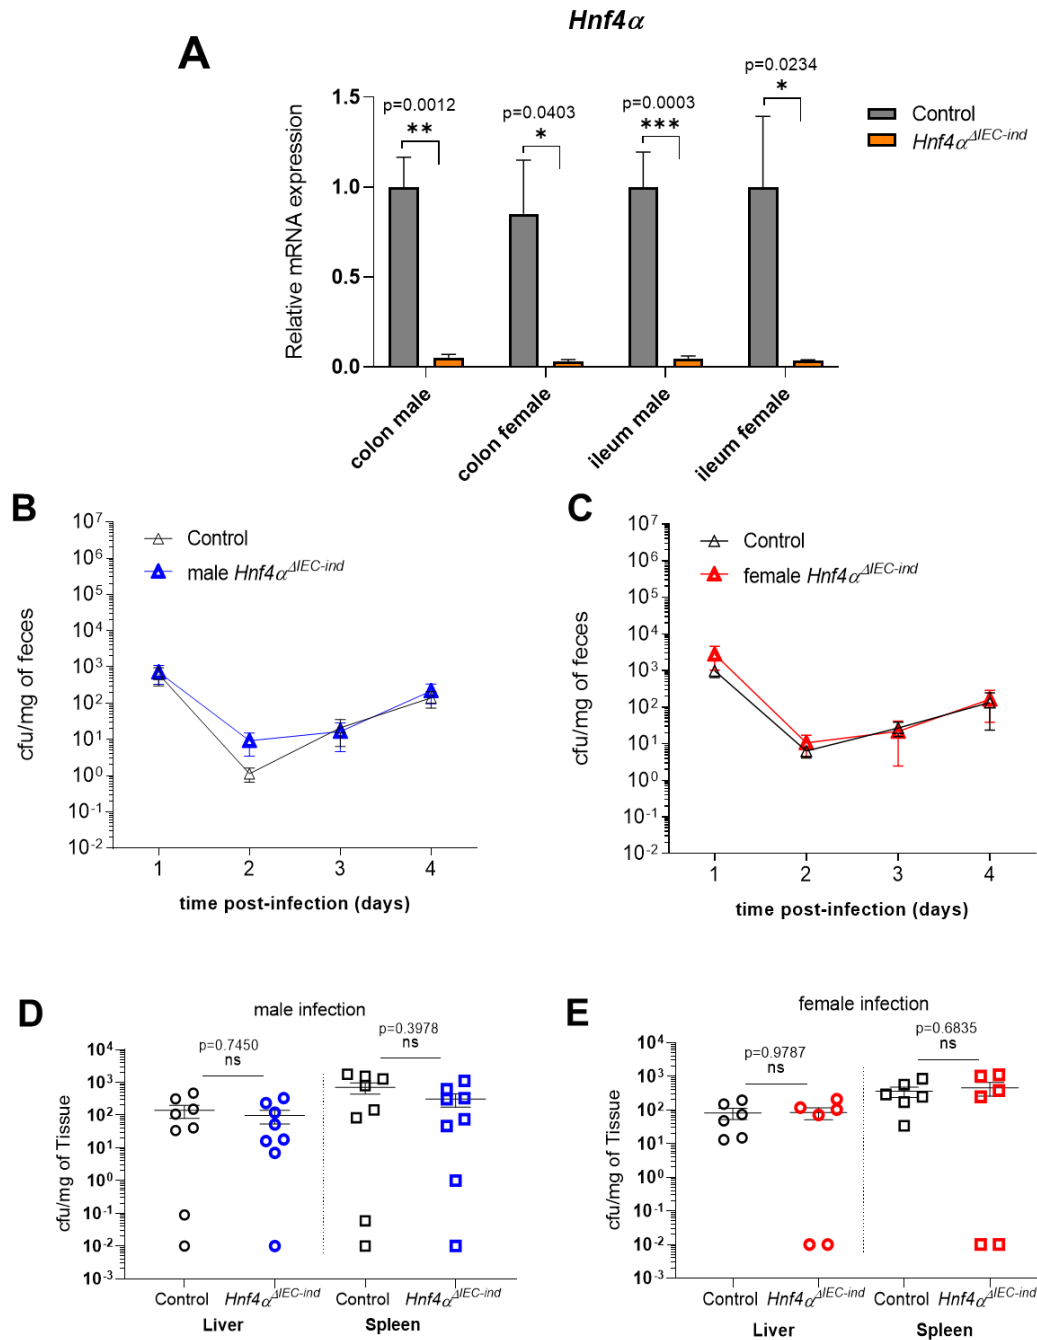 Hnf4α
A
p=0.0012
**
p=0.0403
*
p=0.0003
***
p=0.0234
*
Control
Hnf4α^ΔIEC-ind
Relative mRNA expression
1.5
1.0
0.5
0.0
colon male
colon female
ileum male
ileum female
B
Control
male Hnf4α^ΔIEC-ind
cfu/mg of feces
10^7
10^6
10^5
10^4
10^3
10^2
10^1
10^0
10^-1
10^-2
1 2 3 4
time post-infection (days)
C
Control
female Hnf4α^ΔIEC-ind
cfu/mg of feces
10^7
10^6
10^5
10^4
10^3
10^2
10^1
10^0
10^-1
10^-2
1 2 3 4
time post-infection (days)
D
male infection
p=0.7450
ns
p=0.3978
ns
cfu/mg of Tissue
10^4
10^3
10^2
10^1
10^0
10^-1
10^-2
10^-3
Control Hnf4α^ΔIEC-ind Control Hnf4α^ΔIEC-ind
Liver Spleen
E
female infection
p=0.9787
ns
p=0.6835
ns
cfu/mg of Tissue
10^4
10^3
10^2
10^1
10^0
10^-1
10^-2
10^-3
Control Hnf4α^ΔIEC-ind Control Hnf4α^ΔIEC-ind
Liver Spleen